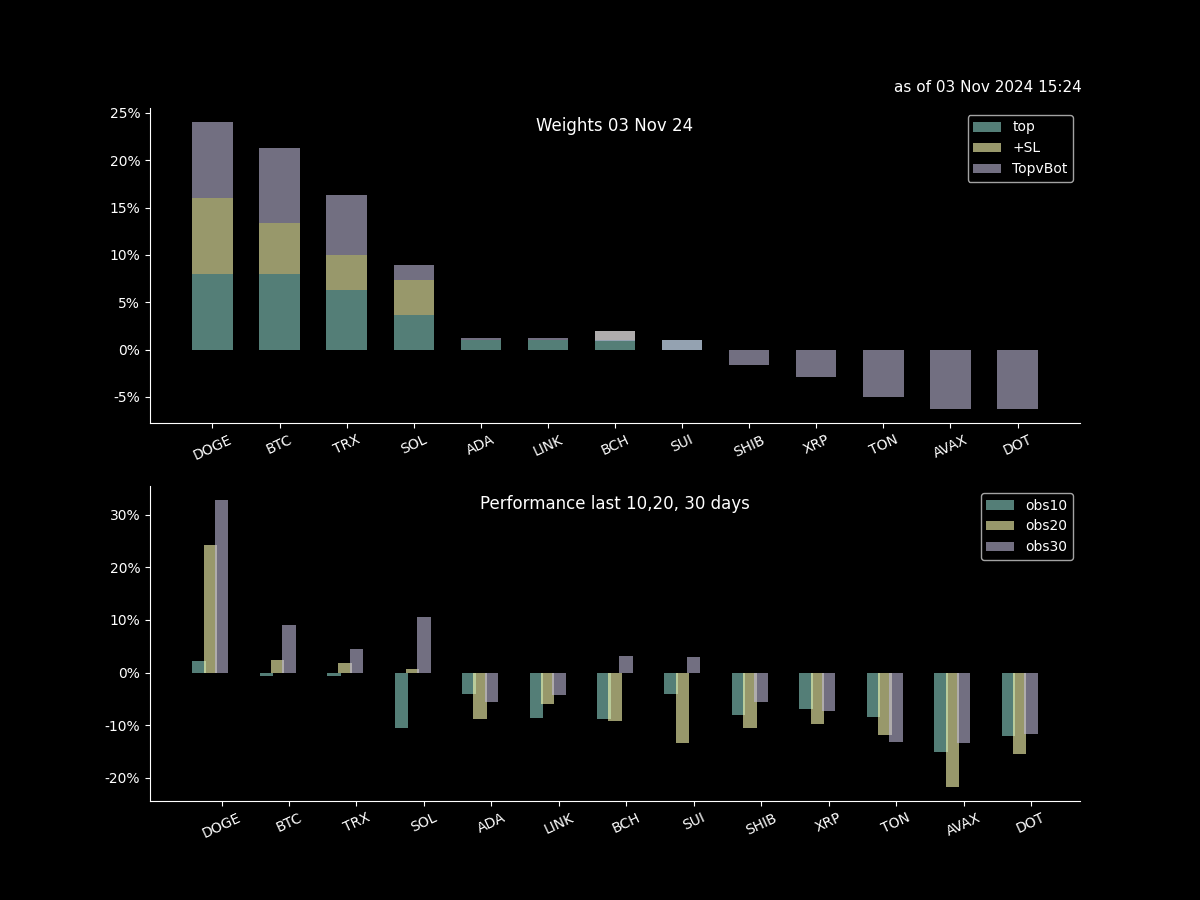 as of 03 Nov 2024 15:24
Weights 03 Nov 24
top
+SL
TopvBot
25%
20%
15%
10%
5%
0%
-5%
DOGE BTC TRX SOL ADA LINK BCH SUI SHIB XRP TON AVAX DOT
Performance last 10,20, 30 days
obs10
obs20
obs30
30%
20%
10%
0%
-10%
-20%
DOGE BTC TRX SOL ADA LINK BCH SUI SHIB XRP TON AVAX DOT